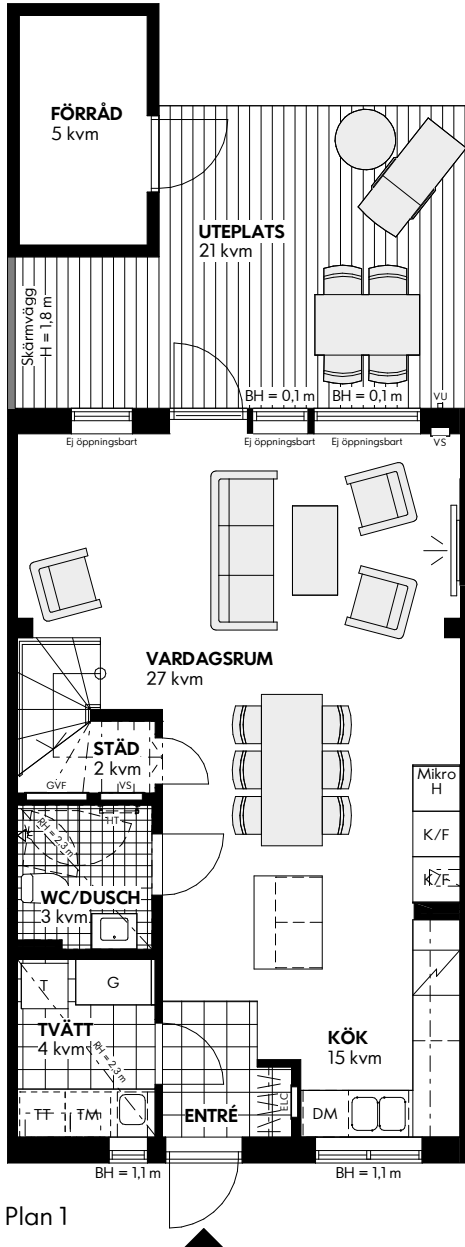 FÖRRÅD
5 kvm
UTEPLATS
21 kvm
Skärmvägg
H = 1,8 m
BH = 0,1 m
BH = 0,1 m
VU
Ej öppningsbart
Ej öppningsbart
Ej öppningsbart
VS
VARDAGSRUM
27 kvm
STÄD
2 kvm
GVF
VS
Mikro
H
K/F
K/F
HT
RH = 2,3 m
WC/DUSCH
3 kvm
T
G
TVÄTT
4 kvm
RH = 2,3 m
KÖK
15 kvm
TT
TM
ENTRÉ
ELC
DM
BH = 1,1 m
BH = 1,1 m
Plan 1